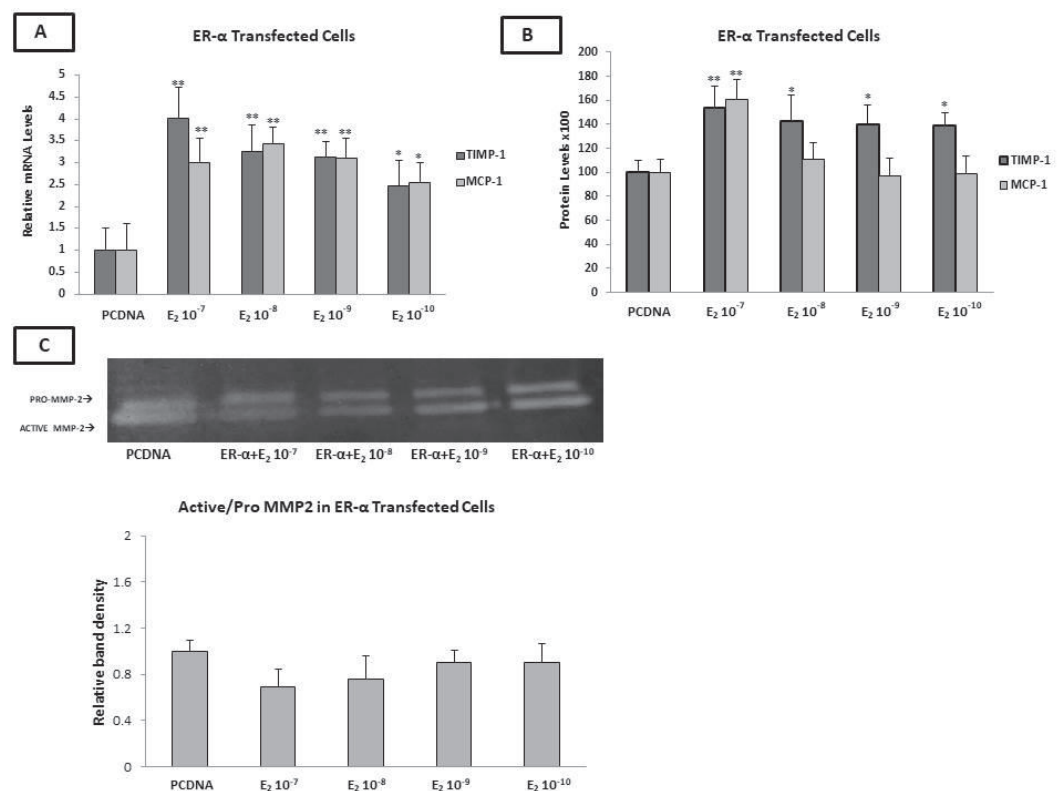 A
ER-α Transfected Cells
Relative mRNA Levels
5
4.5
4
3.5
3
2.5
2
1.5
1
0.5
0
** ** ** ** ** ** * *
TIMP-1
MCP-1
PCDNA E₂ 10⁻⁷ E₂ 10⁻⁸ E₂ 10⁻⁹ E₂ 10⁻¹⁰
B
ER-α Transfected Cells
Protein Levels x100
200
180
160
140
120
100
80
60
40
20
0
** ** * * *
TIMP-1
MCP-1
PCDNA E₂ 10⁻⁷ E₂ 10⁻⁸ E₂ 10⁻⁹ E₂ 10⁻¹⁰
C
PRO-MMP-2→
ACTIVE MMP-2→
PCDNA ER-α+E₂ 10⁻⁷ ER-α+E₂ 10⁻⁸ ER-α+E₂ 10⁻⁹ ER-α+E₂ 10⁻¹⁰
Active/Pro MMP2 in ER-α Transfected Cells
Relative band density
2
1.6
1.2
0.8
0.4
0
PCDNA E₂ 10⁻⁷ E₂ 10⁻⁸ E₂ 10⁻⁹ E₂ 10⁻¹⁰